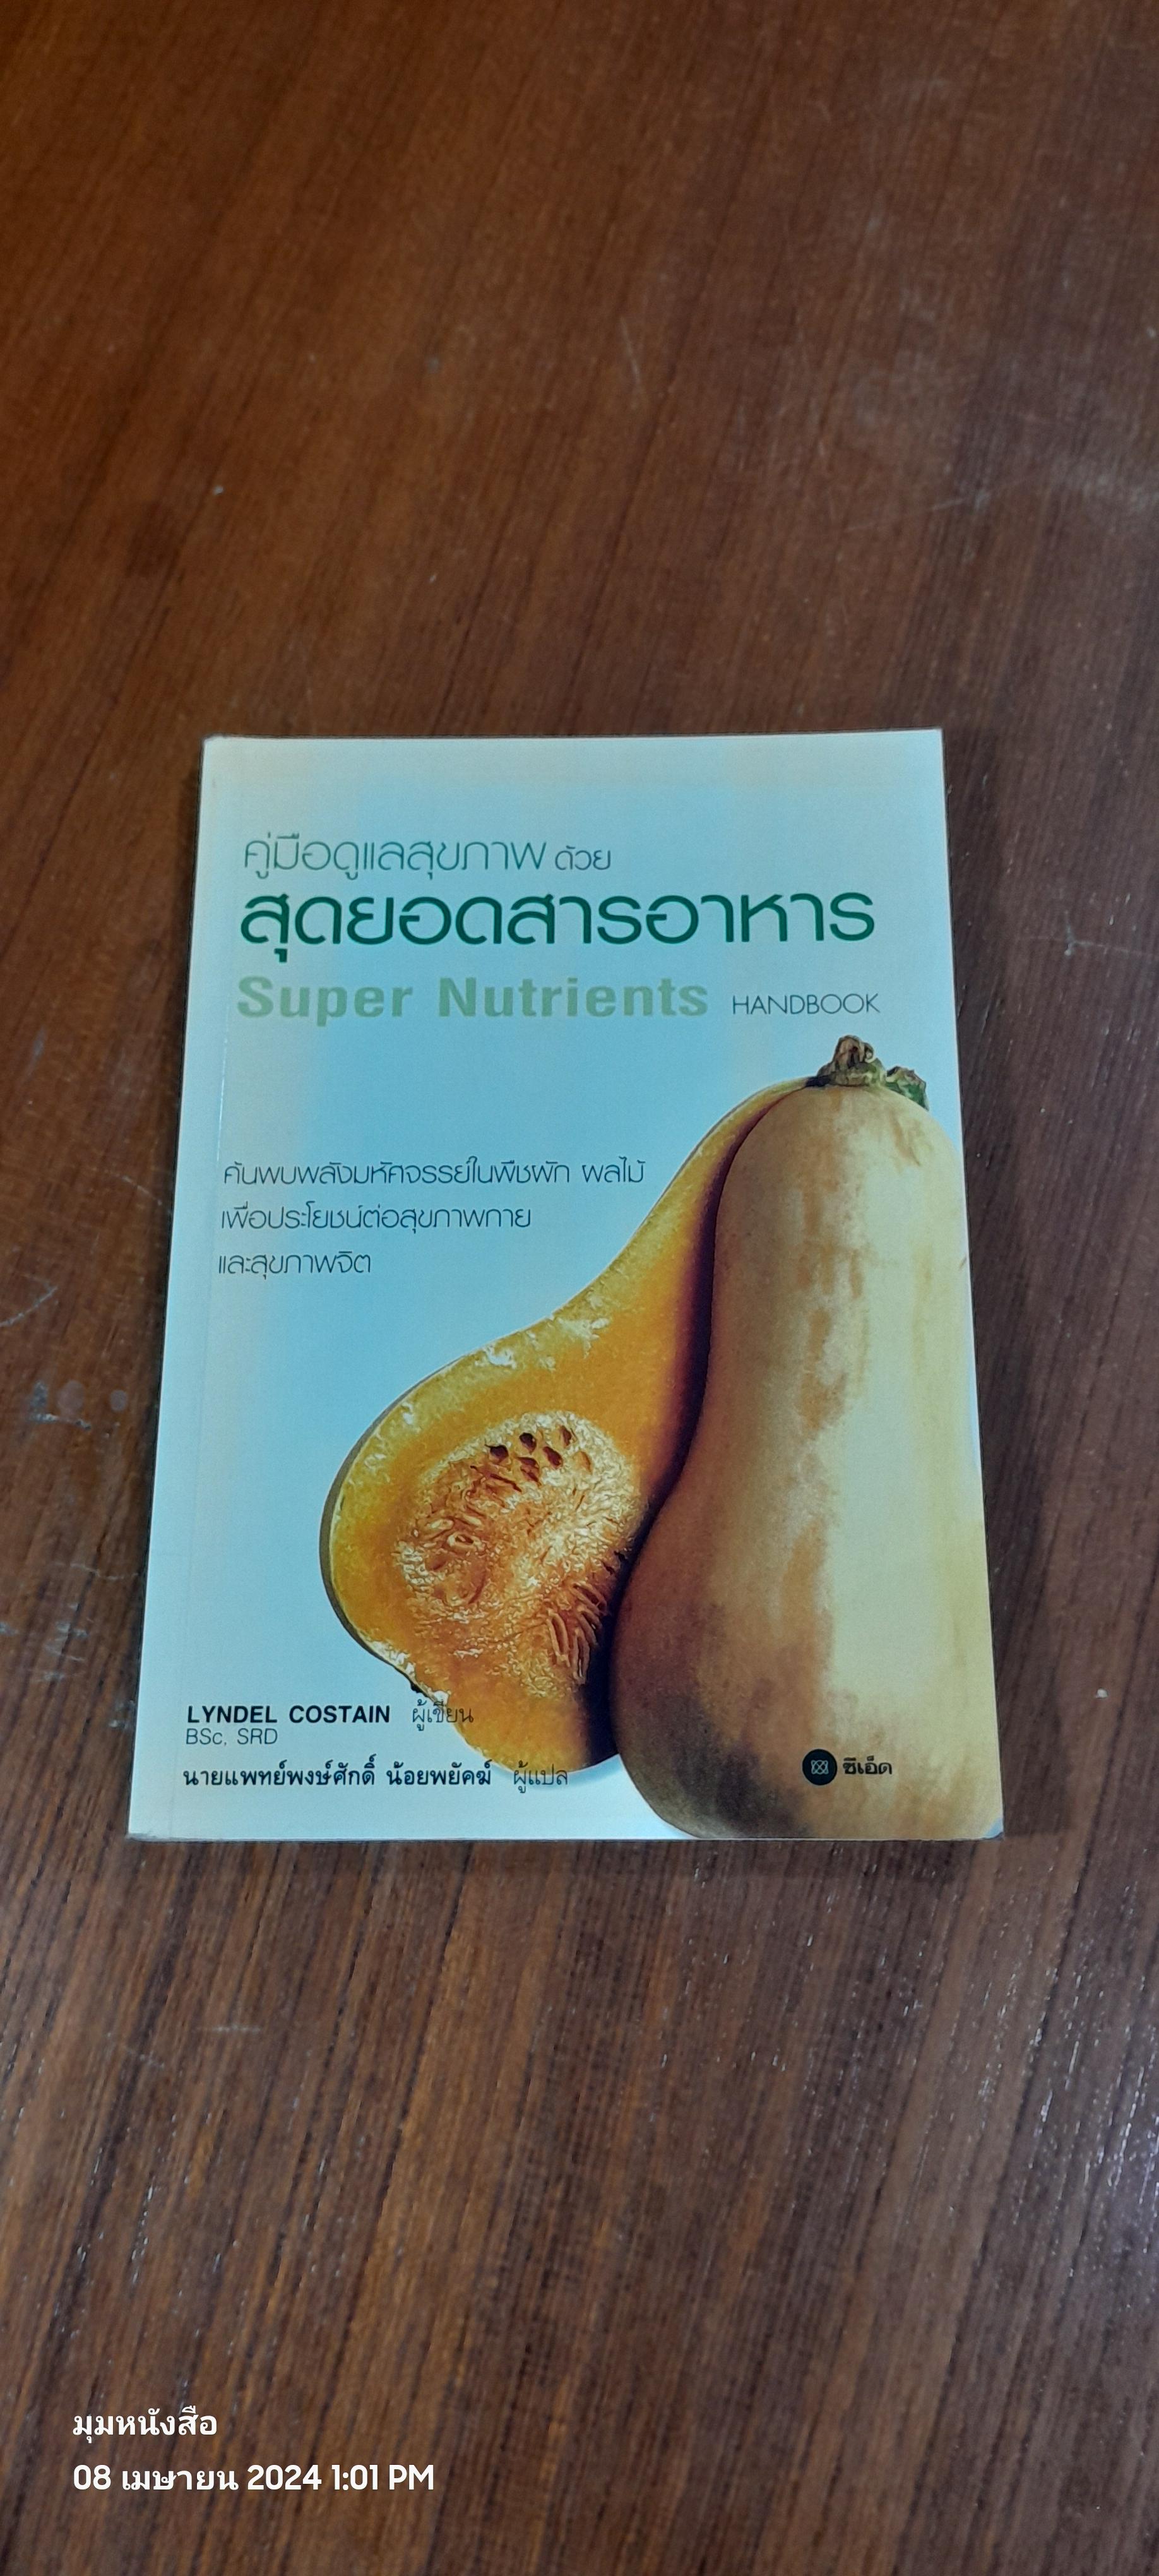 คู่มือดูแลสุขภาพ ด้วย
สุดยอดสารอาหาร
Super Nutrients HANDBOOK
ค้นพบพลังมหัศจรรย์ในพืชผัก ผลไม้
เพื่อประโยชน์ต่อสุขภาพกาย
และสุขภาพจิต
LYNDEL COSTAIN ผู้เขียน
BSc, SRD
นายแพทย์พงษ์ศักดิ์ น้อยพยัคฆ์ ผู้แปล
ซีเอ็ด
มุมหนังสือ
08 เมษายน 2024 1:01 PM